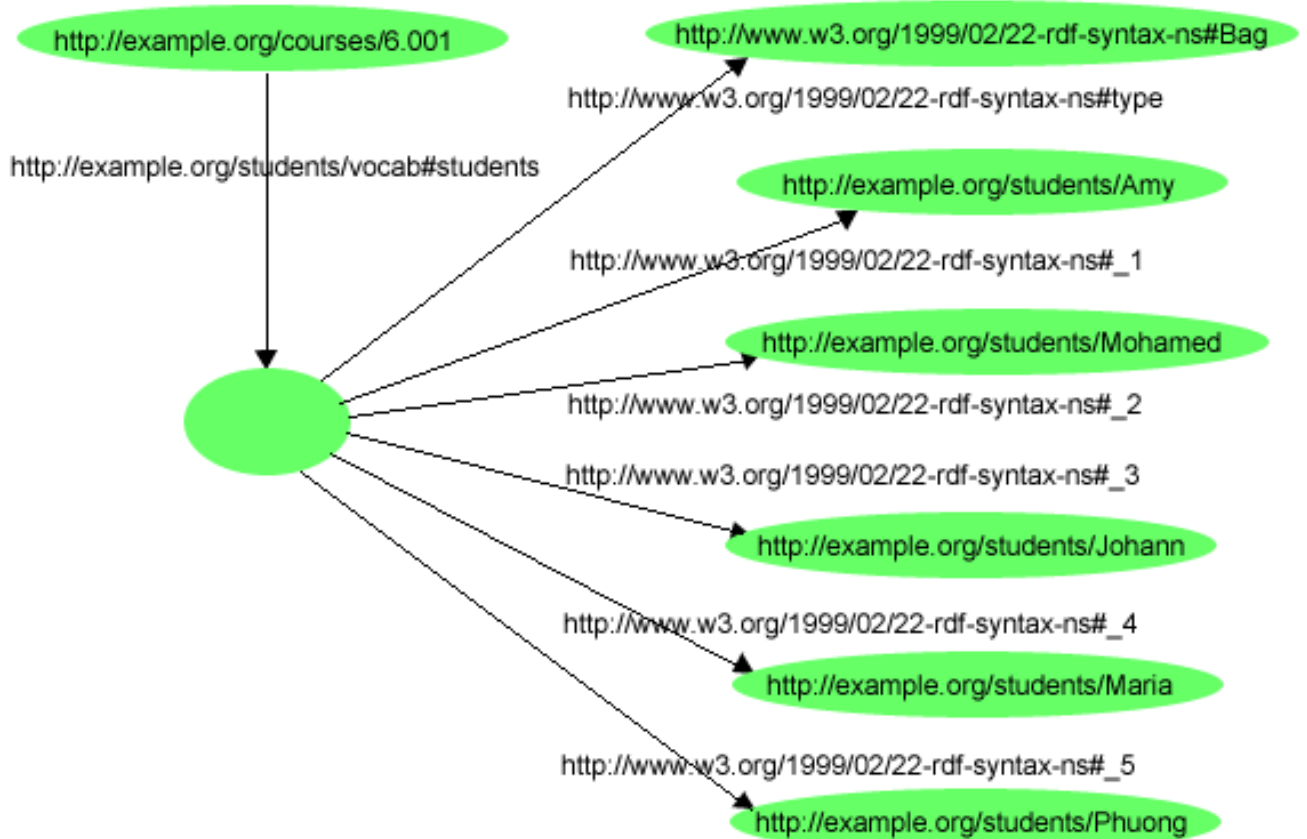 http://example.org/courses/6.001
http://www.w3.org/1999/02/22-rdf-syntax-ns#Bag
http://www.w3.org/1999/02/22-rdf-syntax-ns#type
http://example.org/students/vocab#students
http://example.org/students/Amy
http://www.w3.org/1999/02/22-rdf-syntax-ns#_1
http://example.org/students/Mohamed
http://www.w3.org/1999/02/22-rdf-syntax-ns#_2
http://www.w3.org/1999/02/22-rdf-syntax-ns#_3
http://example.org/students/Johann
http://www.w3.org/1999/02/22-rdf-syntax-ns#_4
http://example.org/students/Maria
http://www.w3.org/1999/02/22-rdf-syntax-ns#_5
http://example.org/students/Phuong